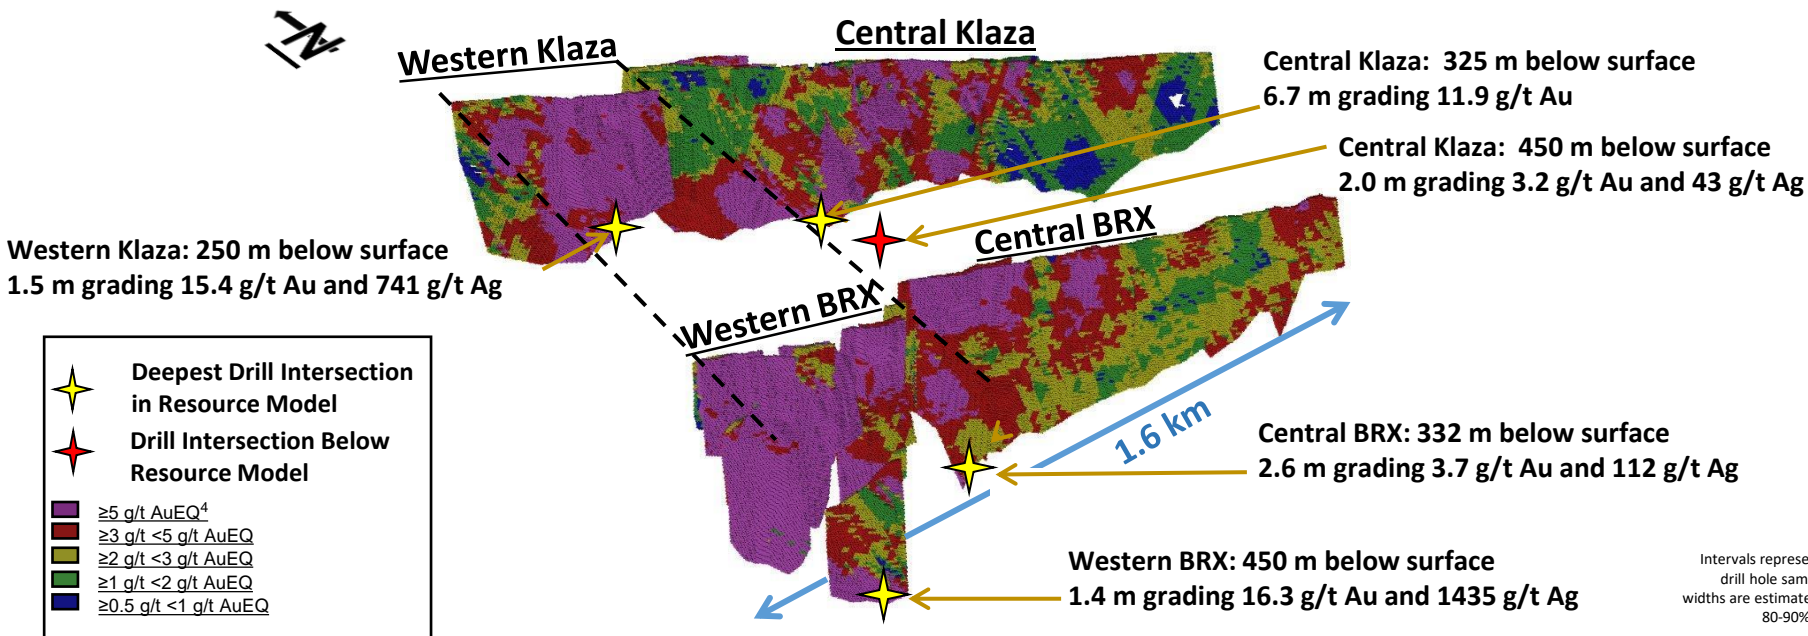 N
Western Klaza
Central Klaza
Central Klaza: 325 m below surface
6.7 m grading 11.9 g/t Au
Central Klaza: 450 m below surface
2.0 m grading 3.2 g/t Au and 43 g/t Ag
Western Klaza: 250 m below surface
1.5 m grading 15.4 g/t Au and 741 g/t Ag
Central BRX
Western BRX
Deepest Drill Intersection
in Resource Model
Drill Intersection Below
Resource Model
≥5 g/t AuEQ⁴
≥3 g/t <5 g/t AuEQ
≥2 g/t <3 g/t AuEQ
≥1 g/t <2 g/t AuEQ
≥0.5 g/t <1 g/t AuEQ
1.6 km
Central BRX: 332 m below surface
2.6 m grading 3.7 g/t Au and 112 g/t Ag
Western BRX: 450 m below surface
1.4 m grading 16.3 g/t Au and 1435 g/t Ag
Intervals represe
drill hole sam
widths are estimate
80-90%